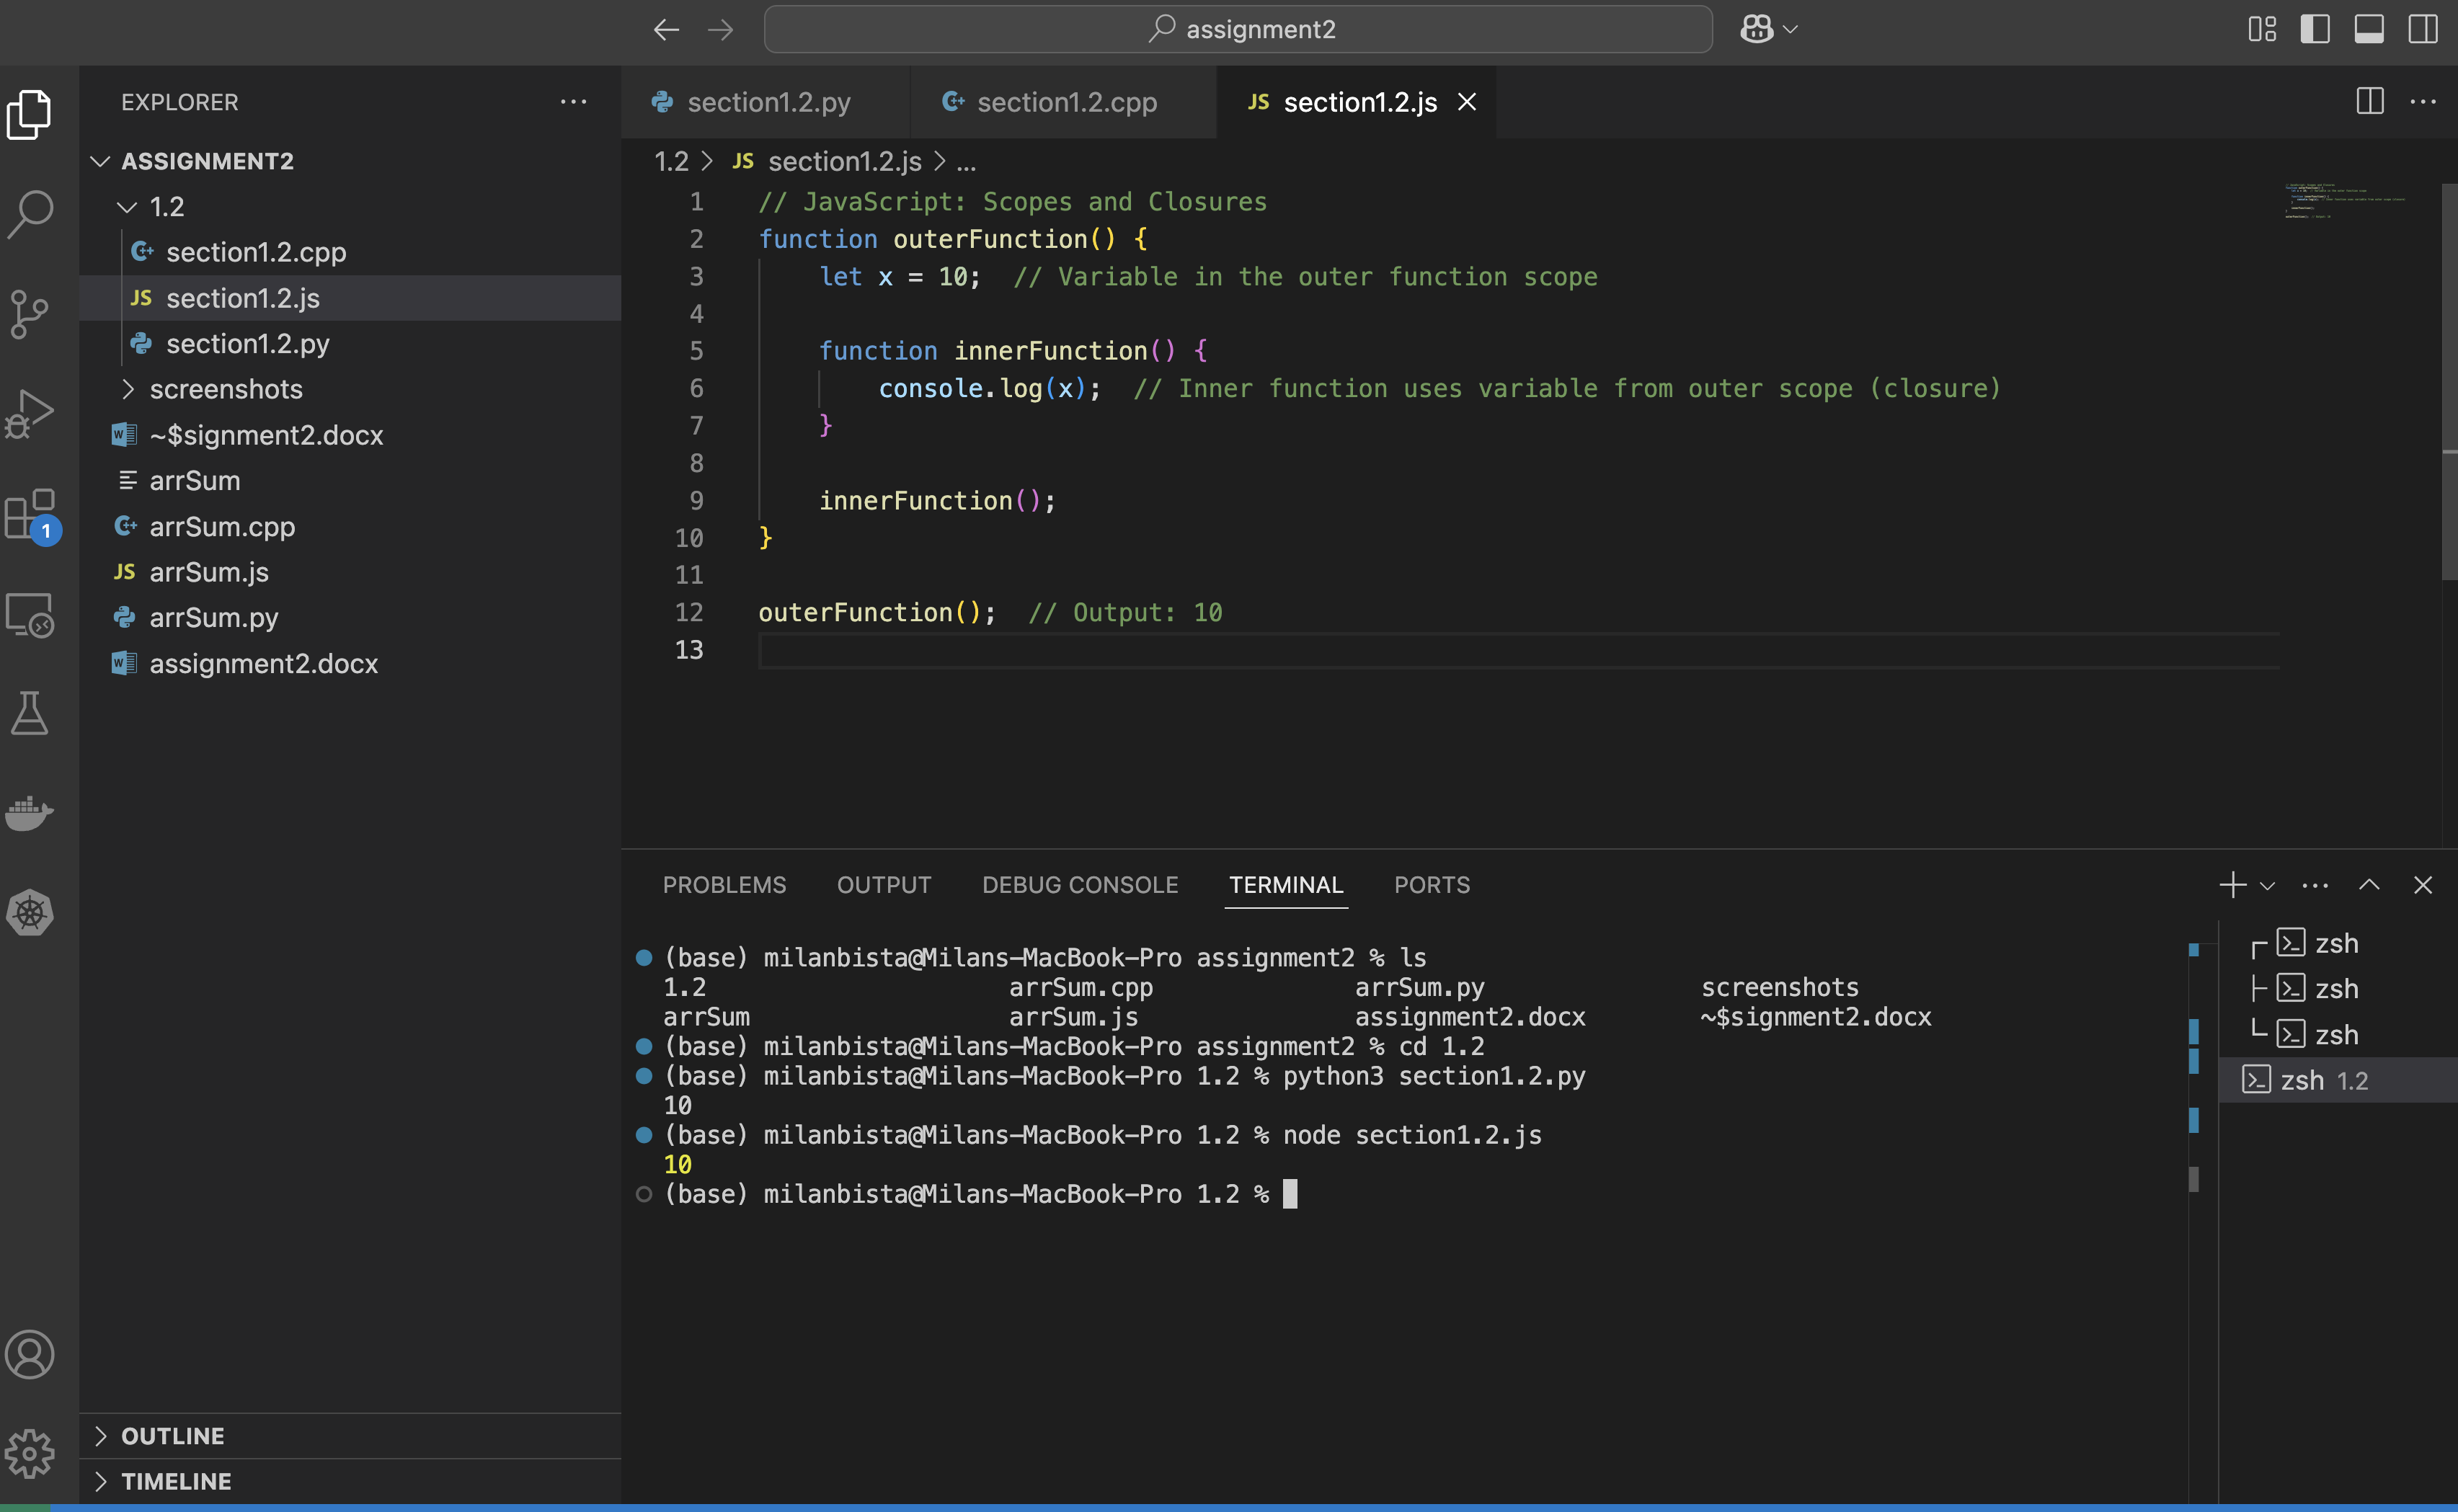 assignment2
EXPLORER
ASSIGNMENT2
1.2
section1.2.cpp
JS section1.2.js
section1.2.py
screenshots
~$signment2.docx
arrSum
arrSum.cpp
JS arrSum.js
arrSum.py
assignment2.docx
1
OUTLINE
TIMELINE
section1.2.py
section1.2.cpp
JS section1.2.js
1.2 > JS section1.2.js > ...
1 // JavaScript: Scopes and Closures
2 function outerFunction() {
3 let x = 10;  // Variable in the outer function scope
4
5 function innerFunction() {
6 console.log(x);  // Inner function uses variable from outer scope (closure)
7 }
8
9 innerFunction();
10 }
11
12 outerFunction();  // Output: 10
13
PROBLEMS OUTPUT DEBUG CONSOLE TERMINAL PORTS
(base) milanbista@Milans-MacBook-Pro assignment2 % ls
1.2 arrSum.cpp arrSum.py screenshots
arrSum arrSum.js assignment2.docx ~$signment2.docx
(base) milanbista@Milans-MacBook-Pro assignment2 % cd 1.2
(base) milanbista@Milans-MacBook-Pro 1.2 % python3 section1.2.py
10
(base) milanbista@Milans-MacBook-Pro 1.2 % node section1.2.js
10
(base) milanbista@Milans-MacBook-Pro 1.2 %
zsh
zsh
zsh
zsh 1.2